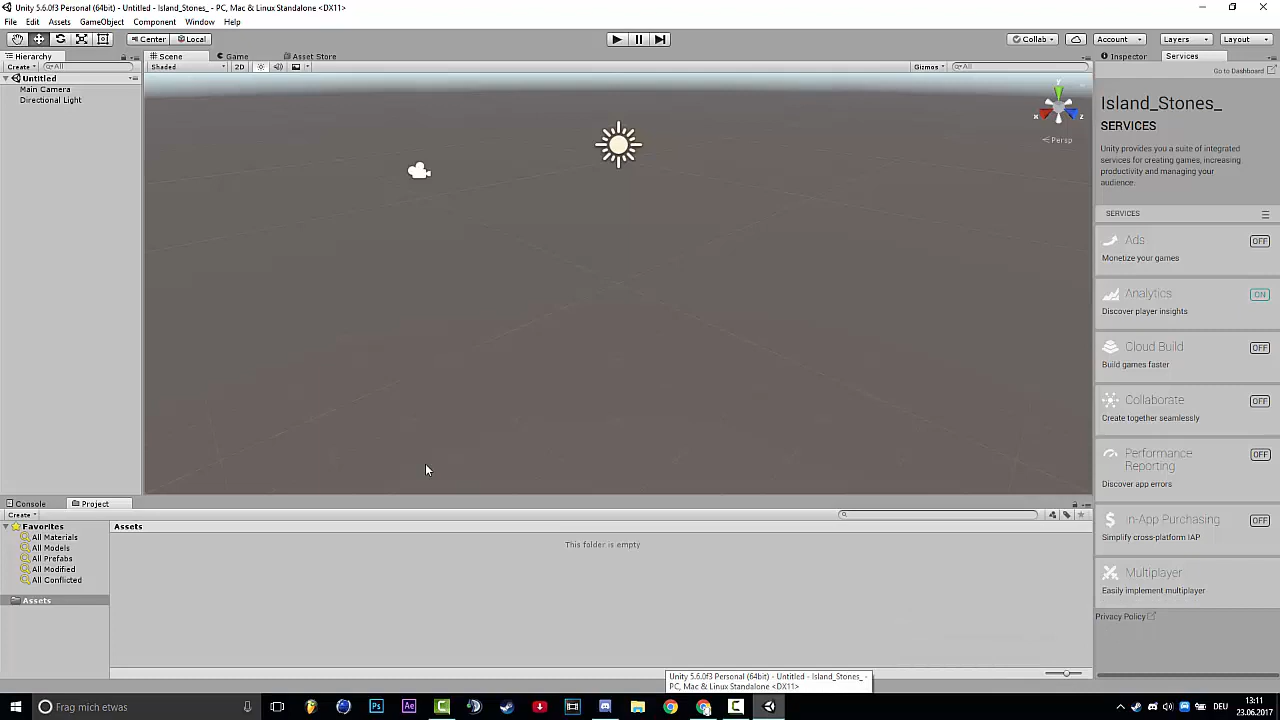 Unity 5.6.0f3 Personal (64bit) - Untitled - Island_Stones_ - PC, Mac & Linux Standalone <DX11>
File Edit Assets GameObject Component Window Help
Center Local
Collab Account Layers Layout
Hierarchy
Create All
Untitled
Main Camera
Directional Light
Scene Game Asset Store
Shaded 2D Gizmos All
Persp
y
x z
Inspector Services
Go to Dashboard
Island_Stones_
SERVICES
Unity provides you a suite of integrated
services for creating games, increasing
productivity and managing your
audience.
SERVICES
Ads OFF
Monetize your games
Analytics ON
Discover player insights
Cloud Build OFF
Build games faster
Collaborate OFF
Create together seamlessly
Performance
Reporting OFF
Discover app errors
In-App Purchasing OFF
Simplify cross-platform IAP
Multiplayer
Easily implement multiplayer
Privacy Policy
Console Project
Create
Favorites
All Materials
All Models
All Prefabs
All Modified
All Conflicted
Assets
Assets
This folder is empty
Unity 5.6.0f3 Personal (64bit) - Untitled - Island_Stones_ -
PC, Mac & Linux Standalone <DX11>
Frag mich etwas
Ps Ae
DEU
13:11
23.06.2017